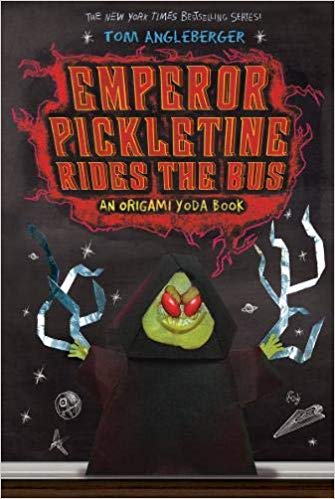 THE NEW YORK TIMES BESTSELLING SERIES!
TOM ANGLEBERGER
EMPEROR
PICKLETINE
RIDES THE BUS
AN ORIGAMI YODA BOOK